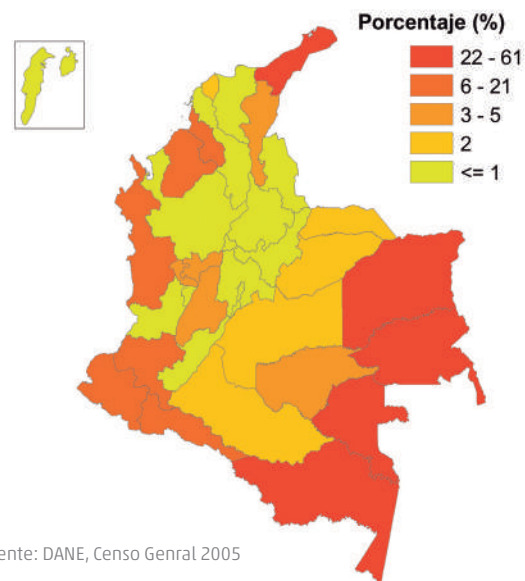 Porcentaje (%)
22 - 61
6 - 21
3 - 5
2
<= 1
ente: DANE, Censo Genral 2005